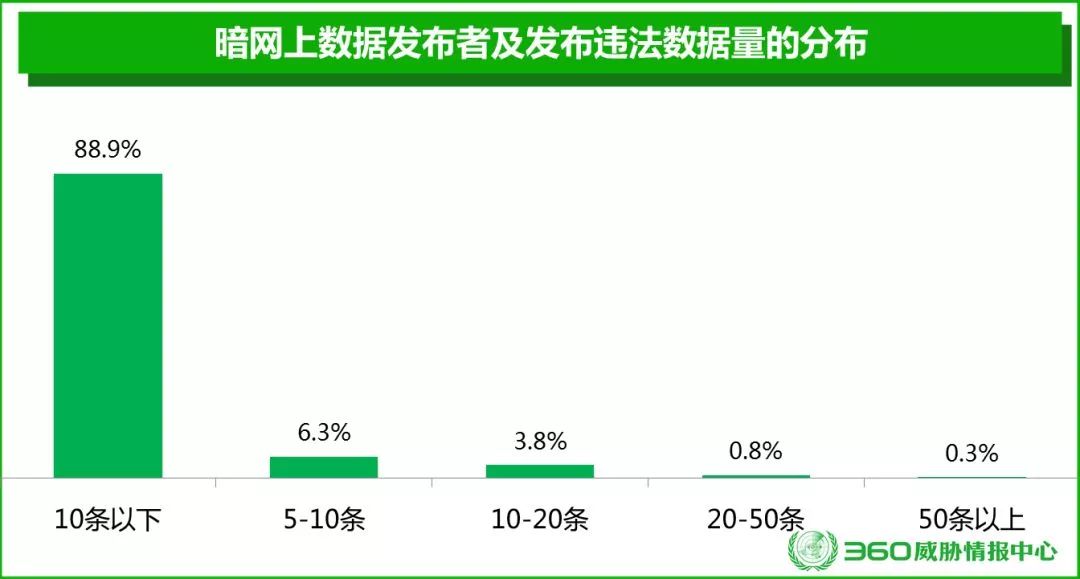 暗网上数据发布者及发布违法数据量的分布
88.9%
6.3%
3.8%
0.8%
0.3%
10条以下
5-10条
10-20条
20-50条
50条以上
360威胁情报中心